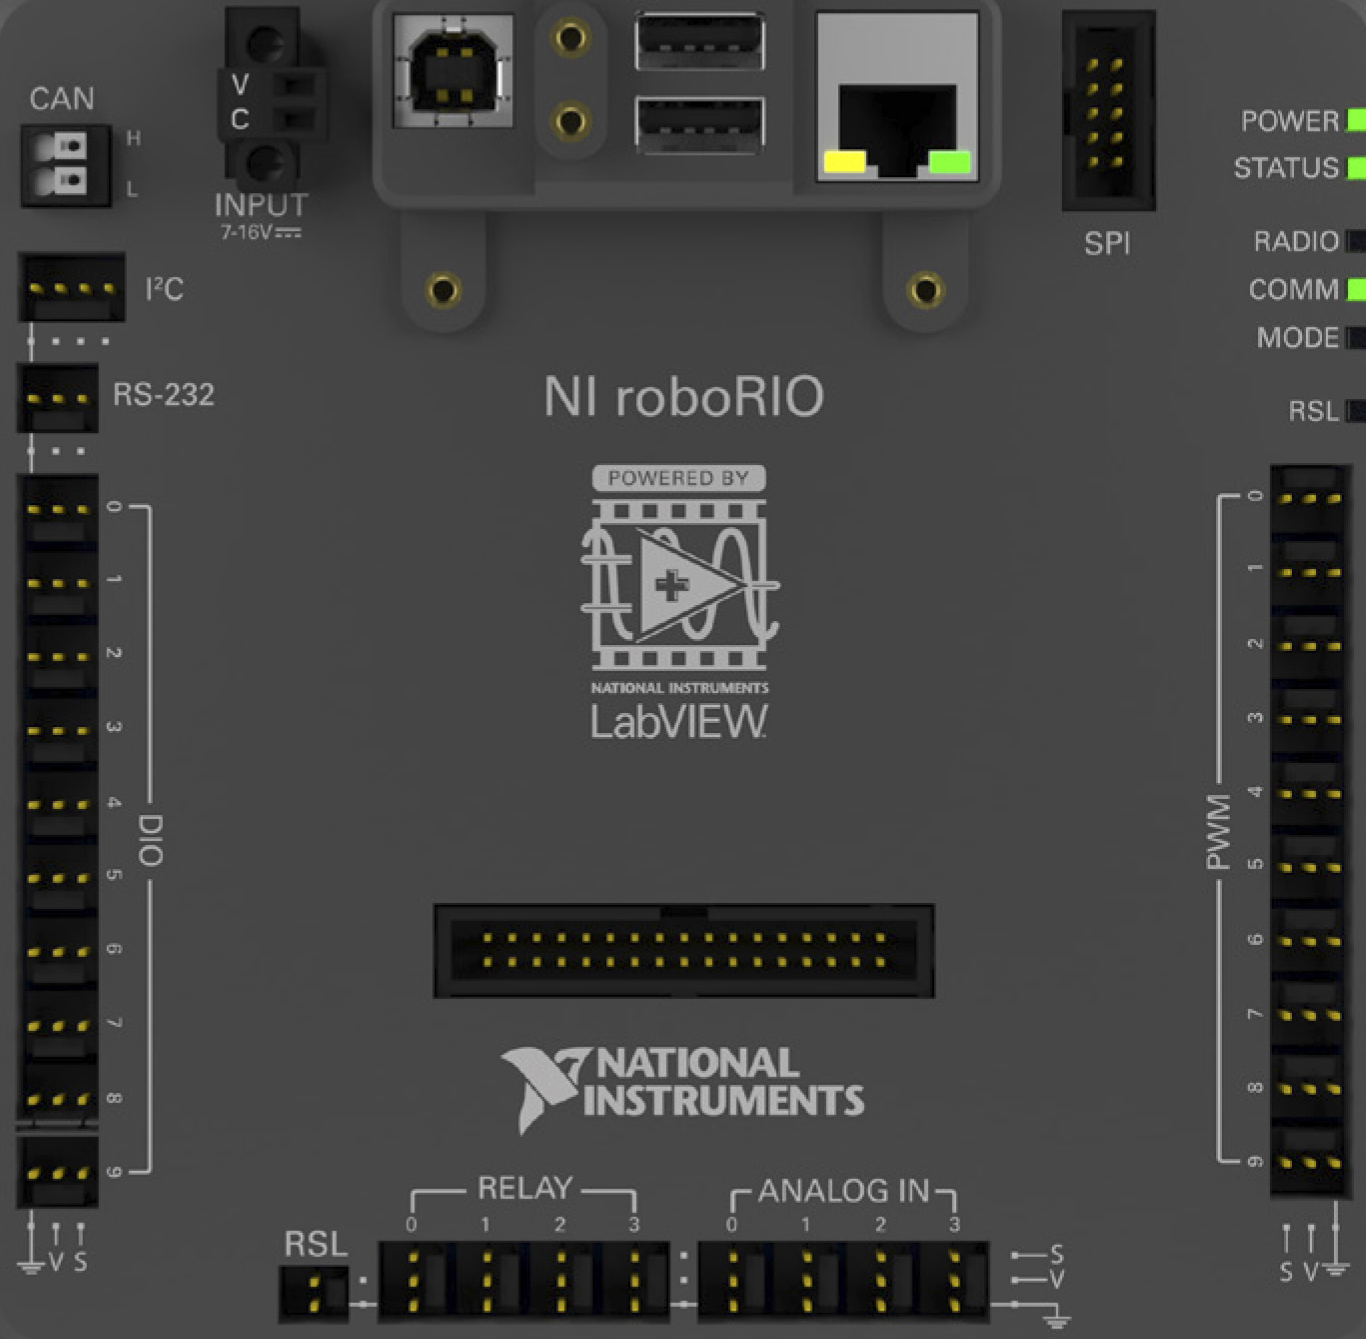 CAN
H
L
V
C
INPUT
7-16V
SPI
POWER
STATUS
RADIO
COMM
MODE
RSL
I²C
RS-232
NI roboRIO
POWERED BY
NATIONAL INSTRUMENTS
LabVIEW
DIO
0
1
2
3
4
5
6
7
8
9
V S
PWM
0
1
2
3
4
5
6
7
8
9
S V
NATIONAL
INSTRUMENTS
RELAY
0 1 2 3
ANALOG IN
0 1 2 3
RSL
S
V